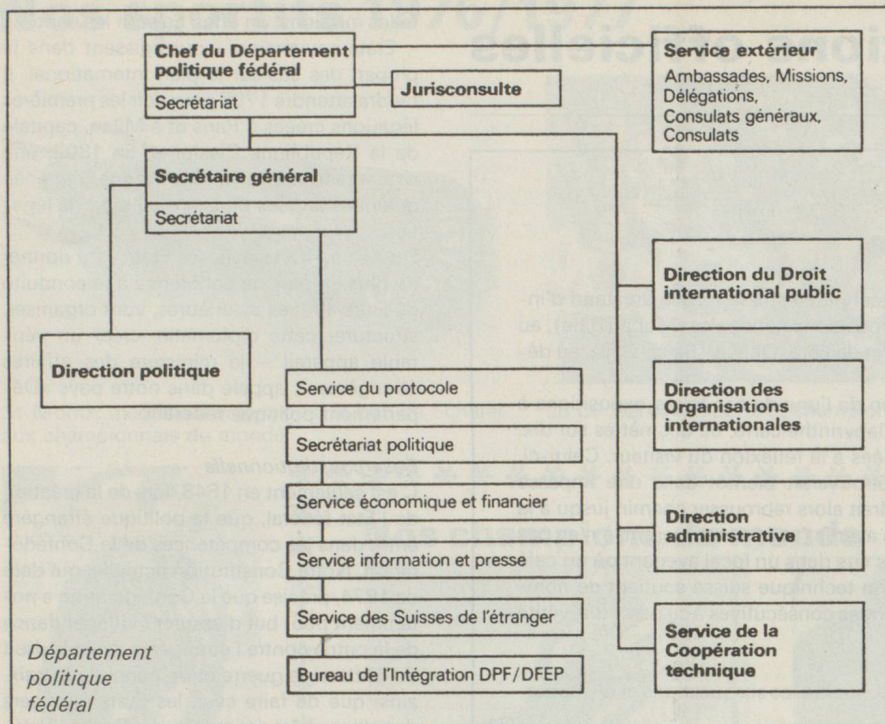 Chef du Département
politique fédéral
Secrétariat
Jurisconsulte
Service extérieur
Ambassades, Missions,
Délégations,
Consulats généraux,
Consulats
Secrétaire général
Secrétariat
Direction du Droit
international public
Direction politique
Service du protocole
Secrétariat politique
Service économique et financier
Service information et presse
Service des Suisses de l'étranger
Bureau de l'Intégration DPF/DFEP
Direction des
Organisations
internationales
Direction
administrative
Service de la
Coopération
technique
Département
politique
fédéral